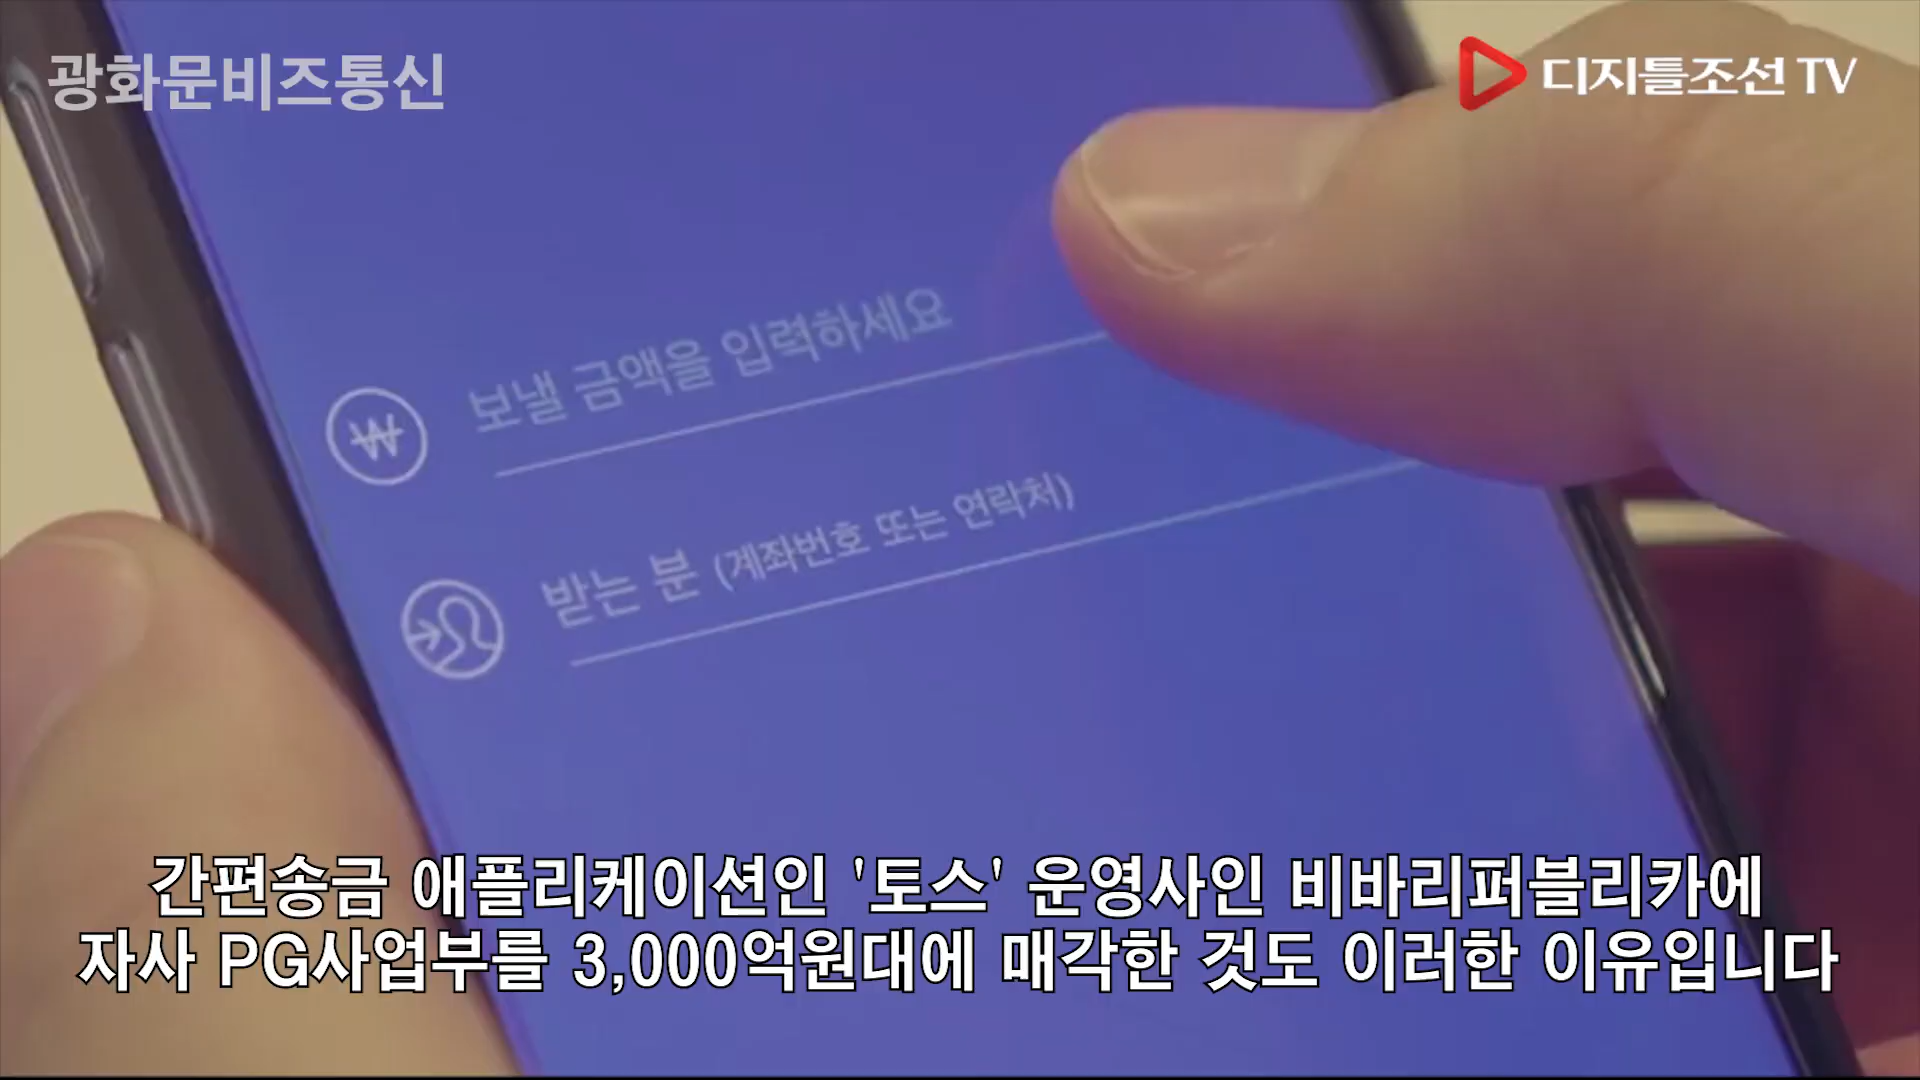 광화문비즈통신
디지틀조선 TV
보낼 금액을 입력하세요
받는 분 (계좌번호 또는 연락처)
간편송금 애플리케이션인 '토스' 운영사인 비바리퍼블리카에
자사 PG사업부를 3,000억원대에 매각한 것도 이러한 이유입니다